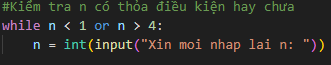 #Kiểm tra n có thỏa điều kiện hay chưa
while n < 1 or n > 4:
    n = int(input("Xin moi nhap lai n: "))